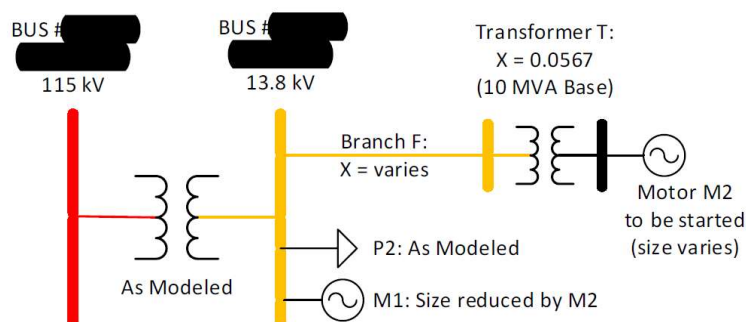 BUS #
115 kV
BUS #
13.8 kV
Transformer T:
X = 0.0567
(10 MVA Base)
Branch F:
X = varies
Motor M2
to be started
(size varies)
As Modeled
P2: As Modeled
M1: Size reduced by M2